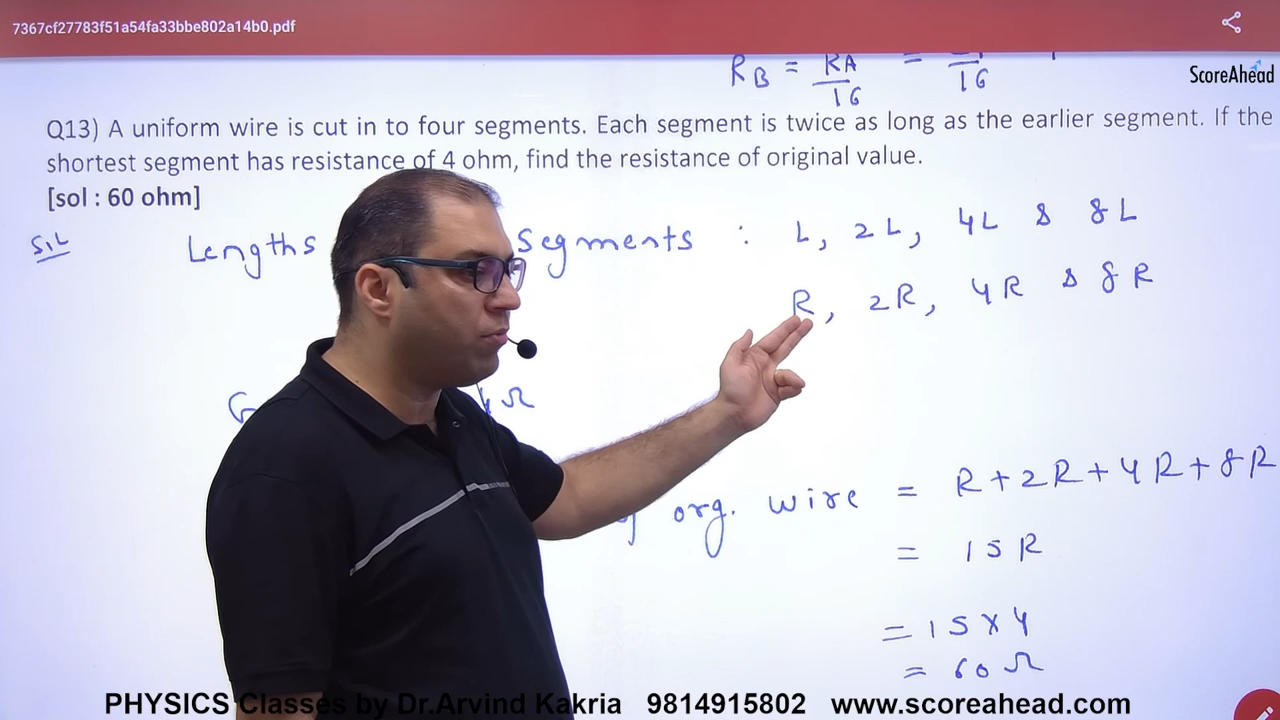 7367cf27783f51a54fa33bbe802a14b0.pdf
ScoreAhead
R_B = RA/16 =   /16
Q13) A uniform wire is cut in to four segments. Each segment is twice as long as the earlier segment. If the
shortest segment has resistance of 4 ohm, find the resistance of original value.
[sol : 60 ohm]
Sol Lengths segments : L, 2L, 4L & 8L
R, 2R, 4R & 8R
G 4Ω
org. wire = R+2R+4R+8R
= 15R
= 15×4
= 60Ω
PHYSICS Classes by Dr.Arvind Kakria 9814915802 www.scoreahead.com